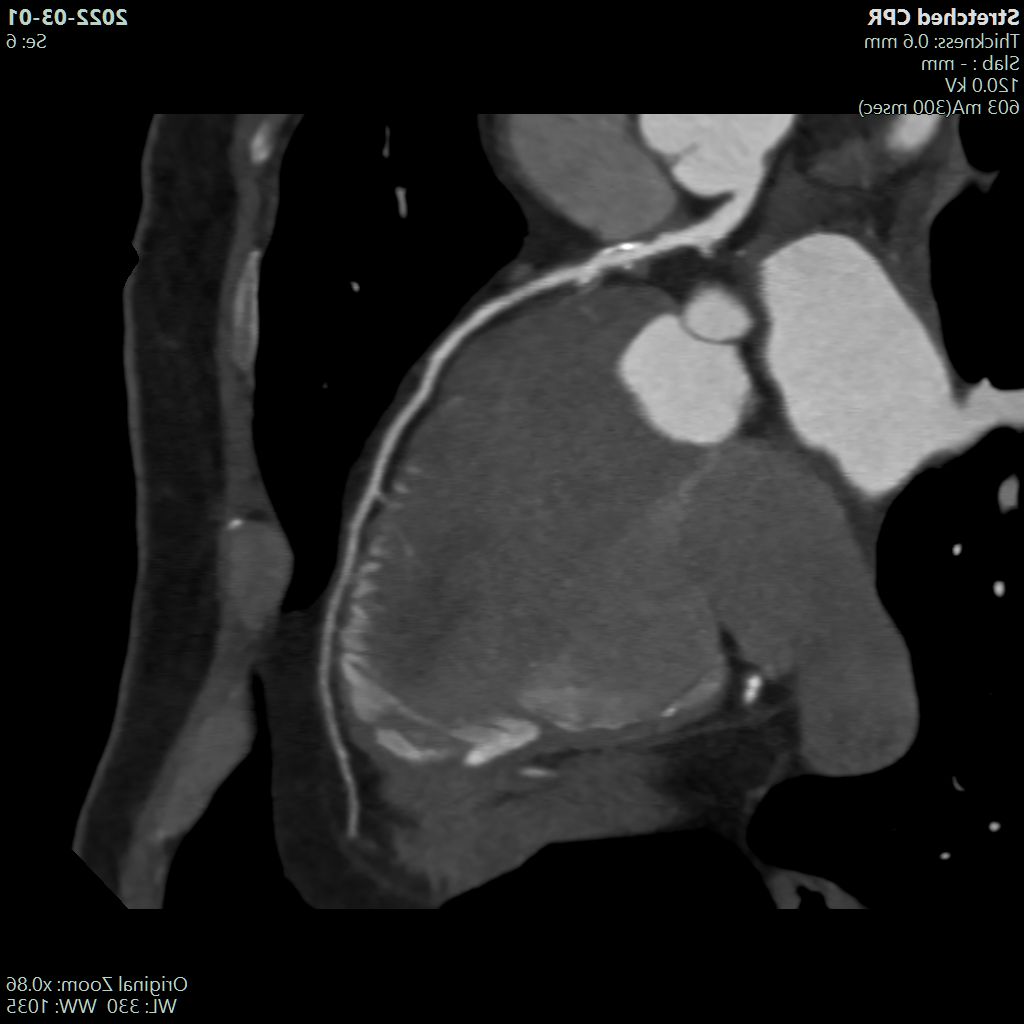 Stretched CPR
Thickness: 0.6 mm
Slab : - mm
120.0 kV
603 mA(300 msec)
2022-03-01
Se: 6
Original Zoom: x0.86
WL: 330 WW: 1035